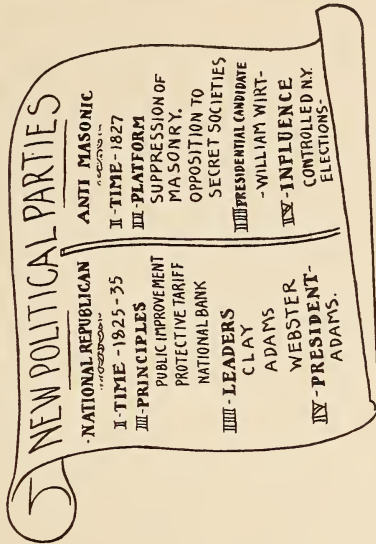 NEW POLITICAL PARTIES
·NATIONAL REPUBLICAN
I-TIME-1825-35
II-PRINCIPLES
PUBLIC IMPROVEMENT
PROTECTIVE TARIFF
NATIONAL BANK
III-LEADERS
CLAY
ADAMS
WEBSTER
IV-PRESIDENT-
ADAMS.
ANTI MASONIC
I-TIME-1827
II-PLATFORM
SUPPRESSION OF
MASONRY.
OPPOSITION TO
SECRET SOCIETIES
III PRESIDENTIAL CANDIDATE
-WILLIAM WIRT-
IV-INFLUENCE
CONTROLLED N.Y.
ELECTIONS-